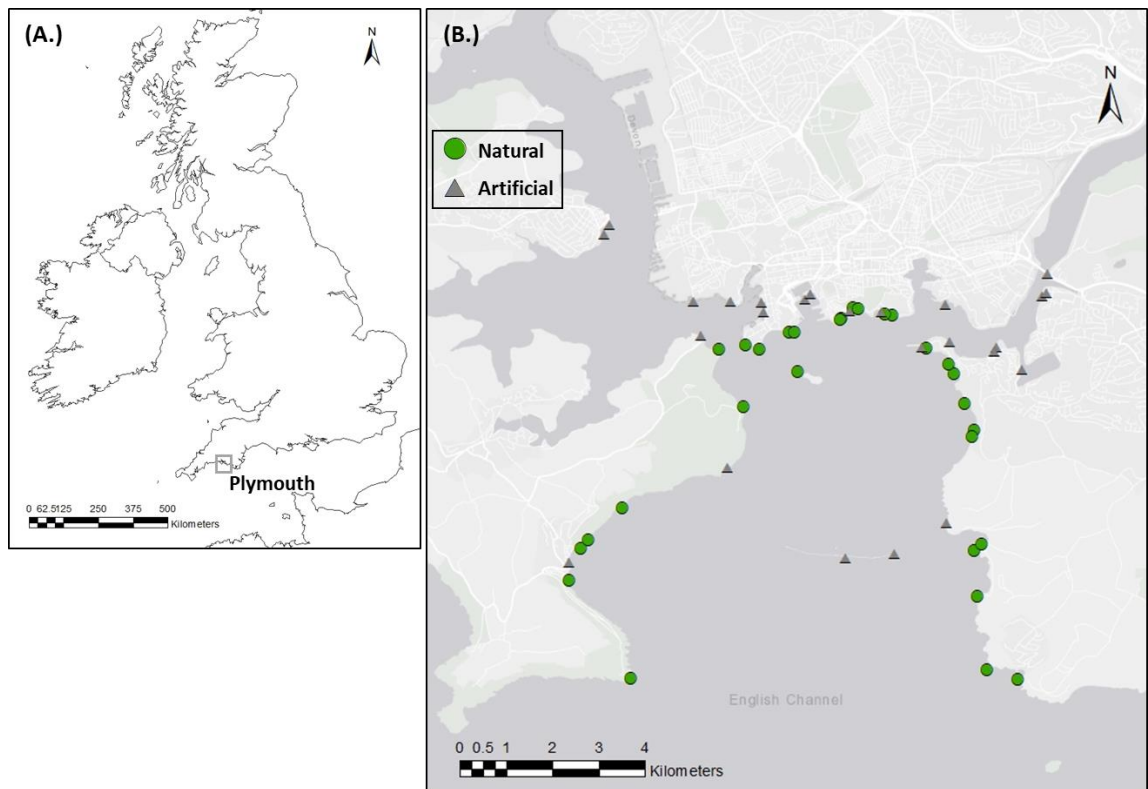 (A.)
N
Plymouth
0 62.5125 250 375 500
Kilometers
(B.)
N
Natural
Artificial
Devon
English Channel
0 0.5 1 2 3 4
Kilometers